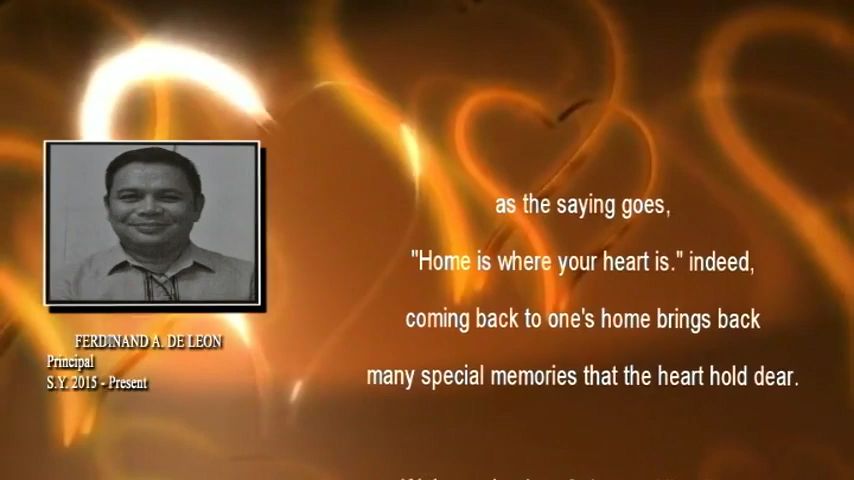 FERDINAND A. DE LEON
Principal
S.Y. 2015 - Present
as the saying goes,
"Home is where your heart is." indeed,
coming back to one's home brings back
many special memories that the heart hold dear.